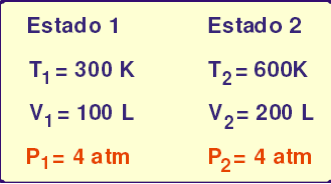 Estado 1 Estado 2
T1 = 300 K T2 = 600K
V1 = 100 L V2 = 200 L
P1 = 4 atm P2 = 4 atm